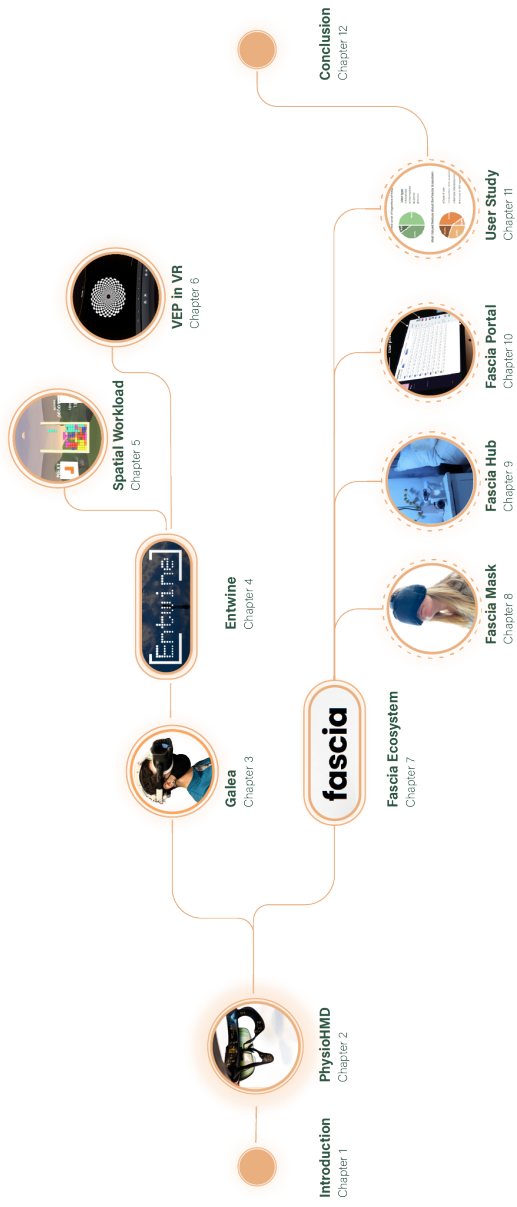 Introduction
Chapter 1
PhysioHMD
Chapter 2
Galea
Chapter 3
[Entwine]
Entwine
Chapter 4
Spatial Workload
Chapter 5
VEP in VR
Chapter 6
fascia
Fascia Ecosystem
Chapter 7
Fascia Mask
Chapter 8
Fascia Hub
Chapter 9
Fascia Portal
Chapter 10
User Study
Chapter 11
Conclusion
Chapter 12